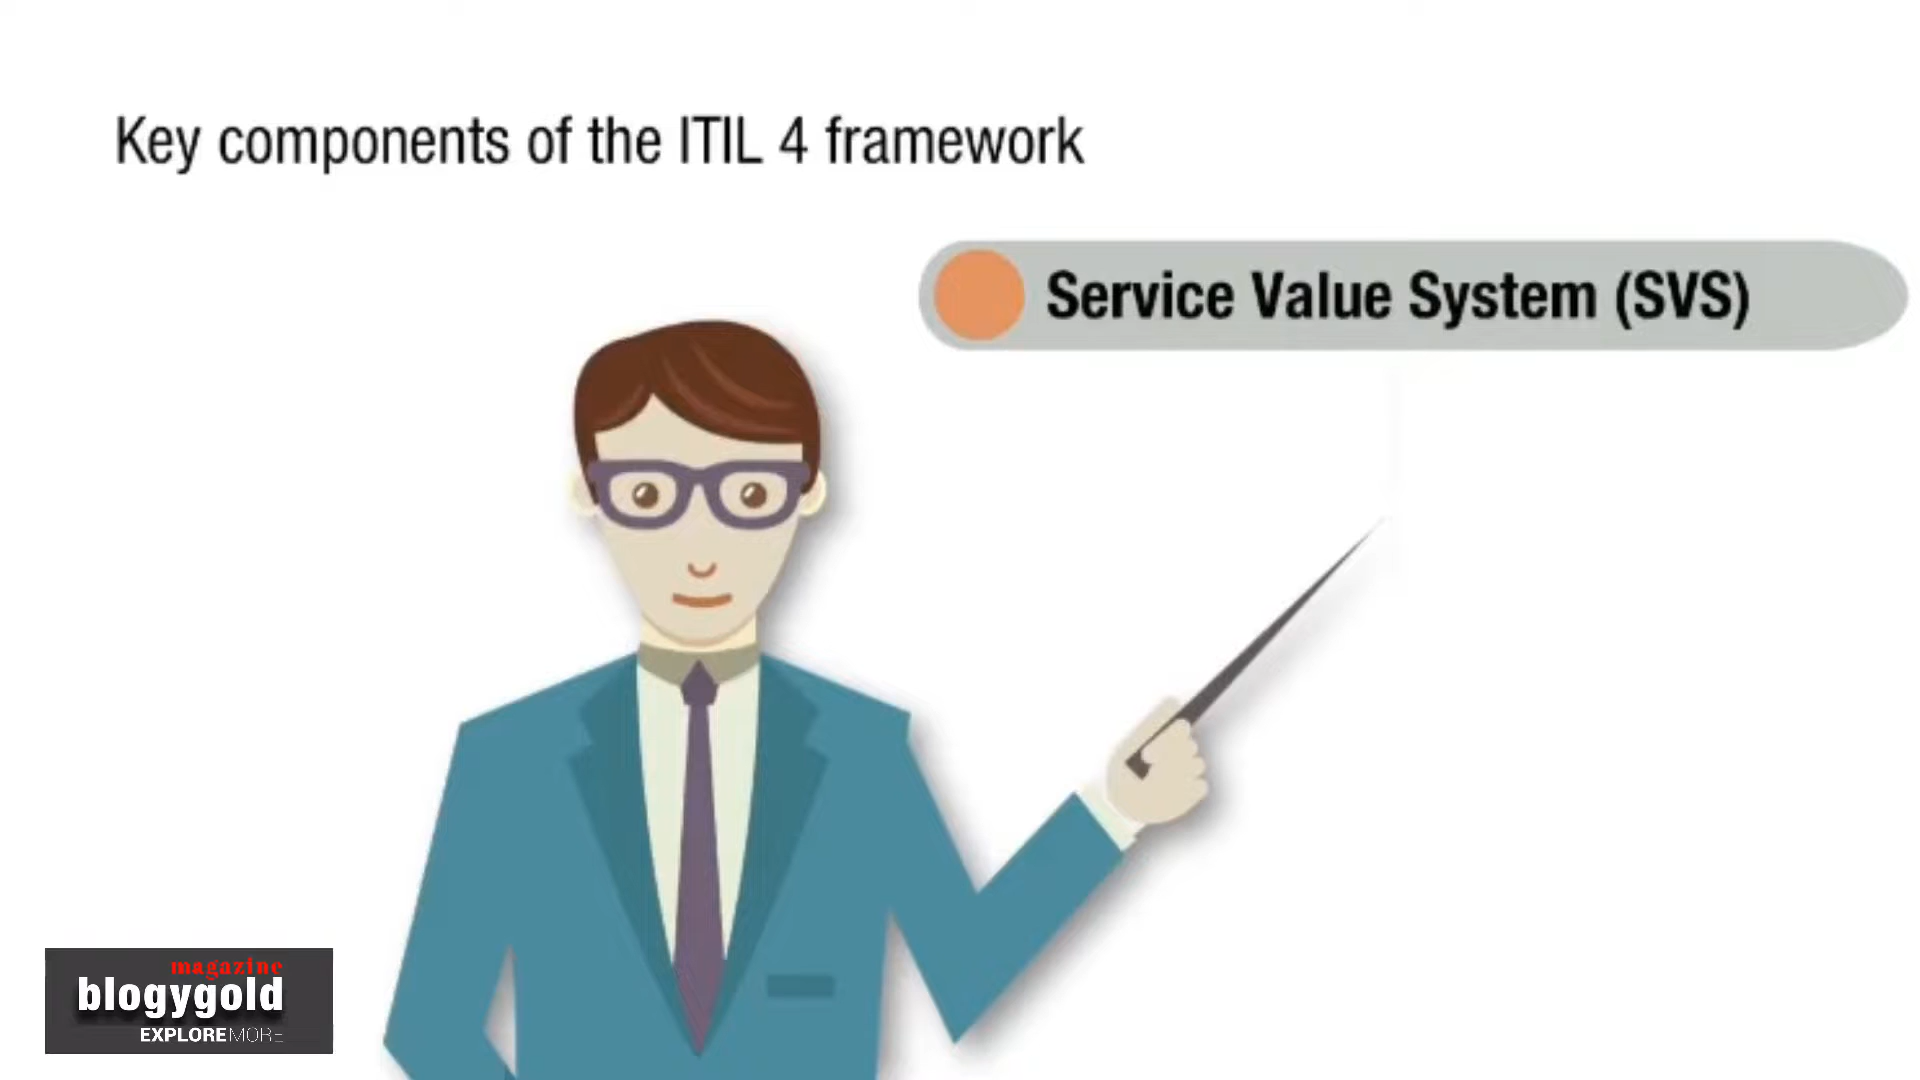 Key components of the ITIL 4 framework
Service Value System (SVS)
magazine
blogygold
EXPLOREMORE